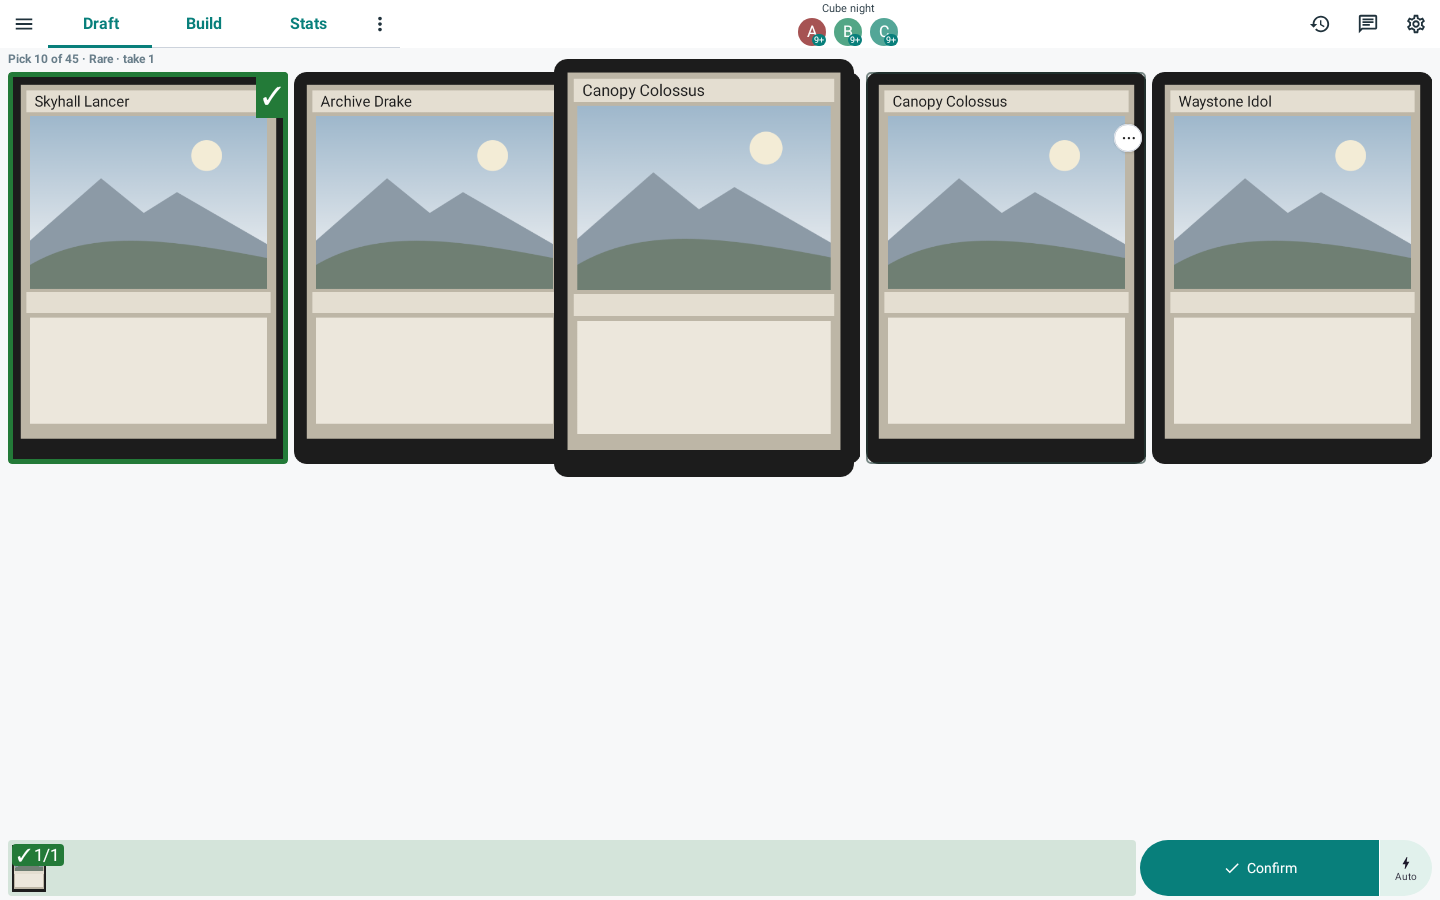 Draft
Build
Stats
Cube night
A
9+
B
9+
C
9+
Pick 10 of 45 · Rare · take 1
Skyhall Lancer
Archive Drake
Canopy Colossus
Canopy Colossus
Waystone Idol
1/1
Confirm
Auto